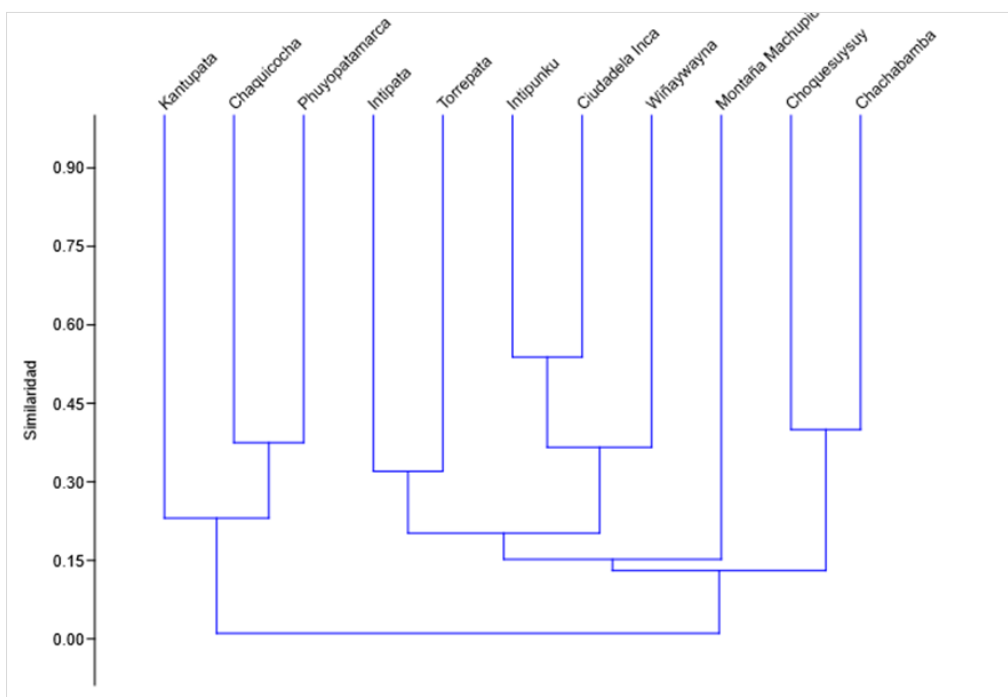 Kantupata
Chaquicocha
Phuyopatamarca
Intipata
Torrepata
Intipunku
Ciudadela Inca
Wiñaywayna
Montaña
Choquesuysuy
Chachabamba
0.90
0.75
0.60
0.45
0.30
0.15
0.00
Similaridad